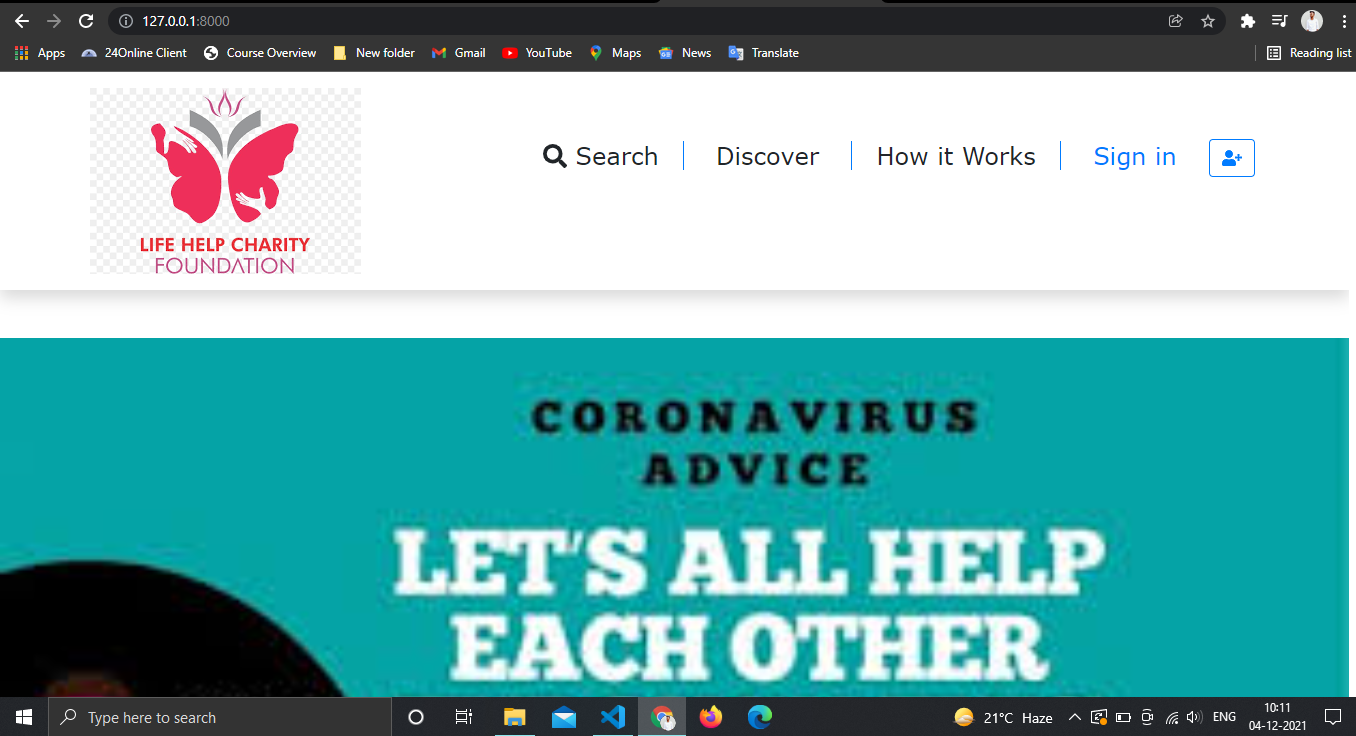 127.0.0.1:8000
Apps 24Online Client Course Overview New folder Gmail YouTube Maps News Translate Reading list
LIFE HELP CHARITY
FOUNDATION
Search Discover How it Works Sign in
CORONAVIRUS
ADVICE
LET'S ALL HELP
EACH OTHER
Type here to search
21°C Haze
ENG
10:11
04-12-2021